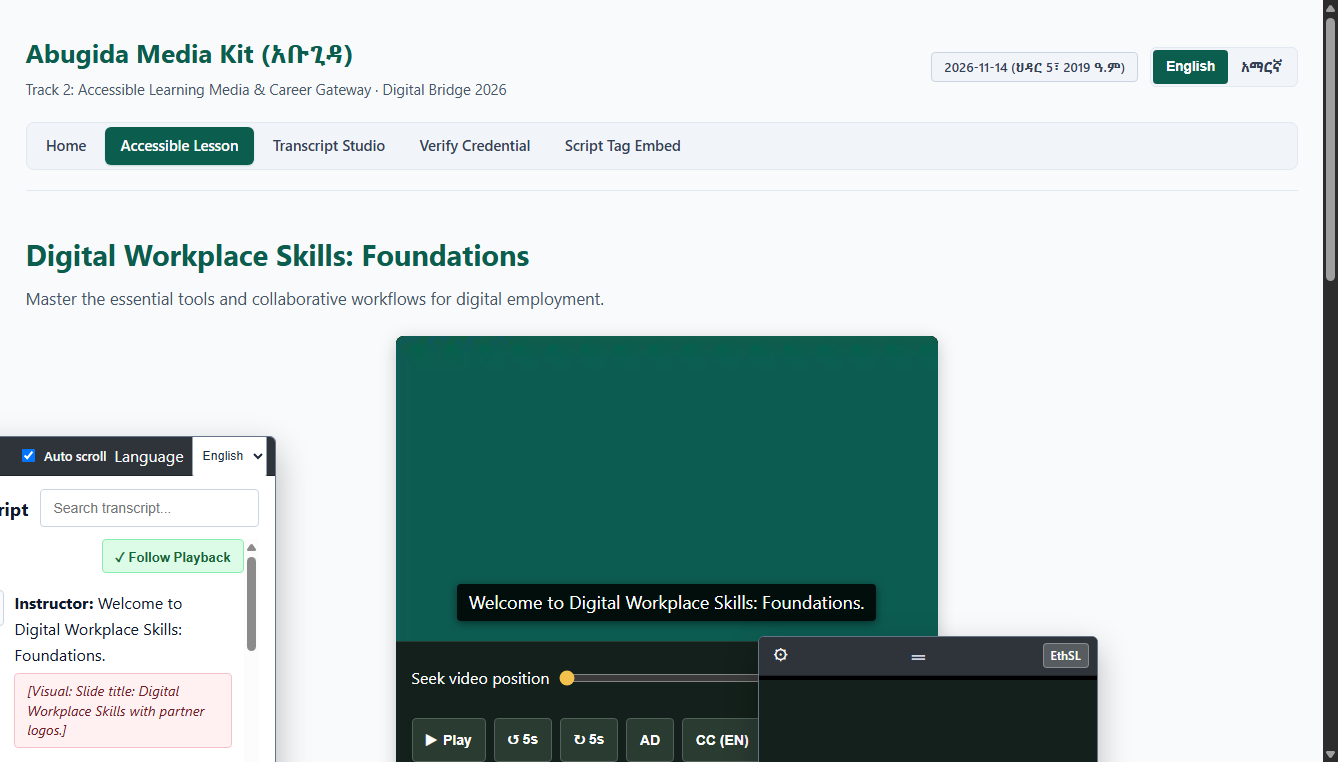 Abugida Media Kit (አቡጊዳ)
Track 2: Accessible Learning Media & Career Gateway · Digital Bridge 2026
2026-11-14 (ህዳር 5፣ 2019 ዓ.ም)
English
አማርኛ
Home
Accessible Lesson
Transcript Studio
Verify Credential
Script Tag Embed
Digital Workplace Skills: Foundations
Master the essential tools and collaborative workflows for digital employment.
Welcome to Digital Workplace Skills: Foundations.
Auto scroll
Language
English
ript
Search transcript...
✓ Follow Playback
Instructor: Welcome to
Digital Workplace Skills:
Foundations.
[Visual: Slide title: Digital
Workplace Skills with partner
logos.]
Seek video position
▶ Play
↺ 5s
↻ 5s
AD
CC (EN)
EthSL